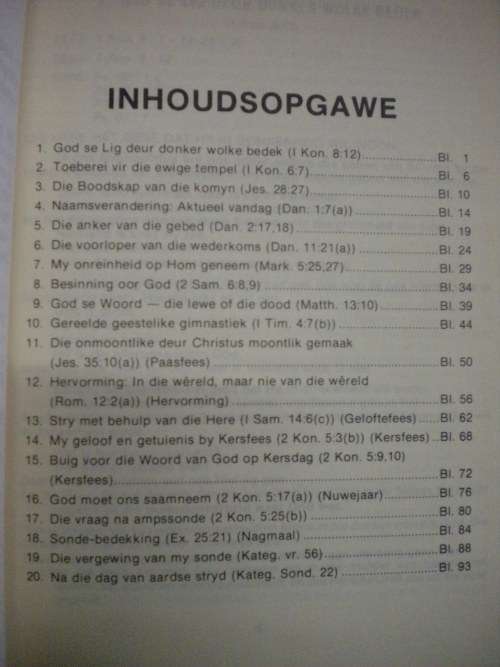 INHOUDSOPGAWE
1. God se Lig deur donker wolke bedek (I Kon. 8:12) Bl. 1
2. Toeberei vir die ewige tempel (I Kon. 6:7) Bl. 6
3. Die Boodskap van die komyn (Jes. 28:27) Bl. 10
4. Naamsverandering: Aktueel vandag (Dan. 1:7(a)) Bl. 14
5. Die anker van die gebed (Dan. 2:17,18) Bl. 19
6. Die voorloper van die wederkoms (Dan. 11:21(a)) Bl. 24
7. My onreinheid op Hom geneem (Mark. 5:25,27) Bl. 29
8. Besinning oor God (2 Sam. 6:8,9) Bl. 34
9. God se Woord — die lewe of die dood (Matth. 13:10) Bl. 39
10. Gereelde geestelike gimnastiek (I Tim. 4:7(b)) Bl. 44
11. Die onmoontlike deur Christus moontlik gemaak
(Jes. 35:10(a)) (Paasfees) Bl. 50
12. Hervorming: In die wêreld, maar nie van die wêreld
(Rom. 12:2(a)) (Hervorming) Bl. 56
13. Stry met behulp van die Here (I Sam. 14:6(c)) (Geloftefees) Bl. 62
14. My geloof en getuienis by Kersfees (2 Kon. 5:3(b)) (Kersfees) Bl. 68
15. Buig voor die Woord van God op Kersdag (2 Kon. 5:9,10)
(Kersfees) Bl. 72
16. God moet ons saamneem (2 Kon. 5:17(a)) (Nuwejaar) Bl. 76
17. Die vraag na ampssonde (2 Kon. 5:25(b)) Bl. 80
18. Sonde-bedekking (Ex. 25:21) (Nagmaal) Bl. 84
19. Die vergewing van my sonde (Kateg. vr. 56) Bl. 88
20. Na die dag van aardse stryd (Kateg. Sond. 22) Bl. 93